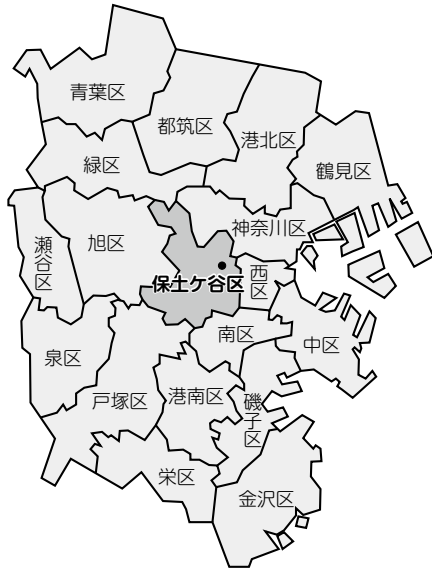 青葉区
都筑区
港北区
緑区
鶴見区
神奈川区
瀬谷区
旭区
保土ケ谷区
西区
泉区
戸塚区
港南区
南区
中区
磯子区
栄区
金沢区